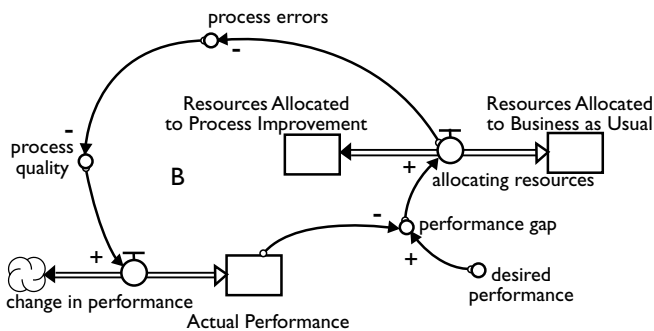 process errors
-
Resources Allocated
to Process Improvement
Resources Allocated
to Business as Usual
-
process
quality
B
+
allocating resources
-
performance gap
+
+
desired
performance
change in performance
Actual Performance